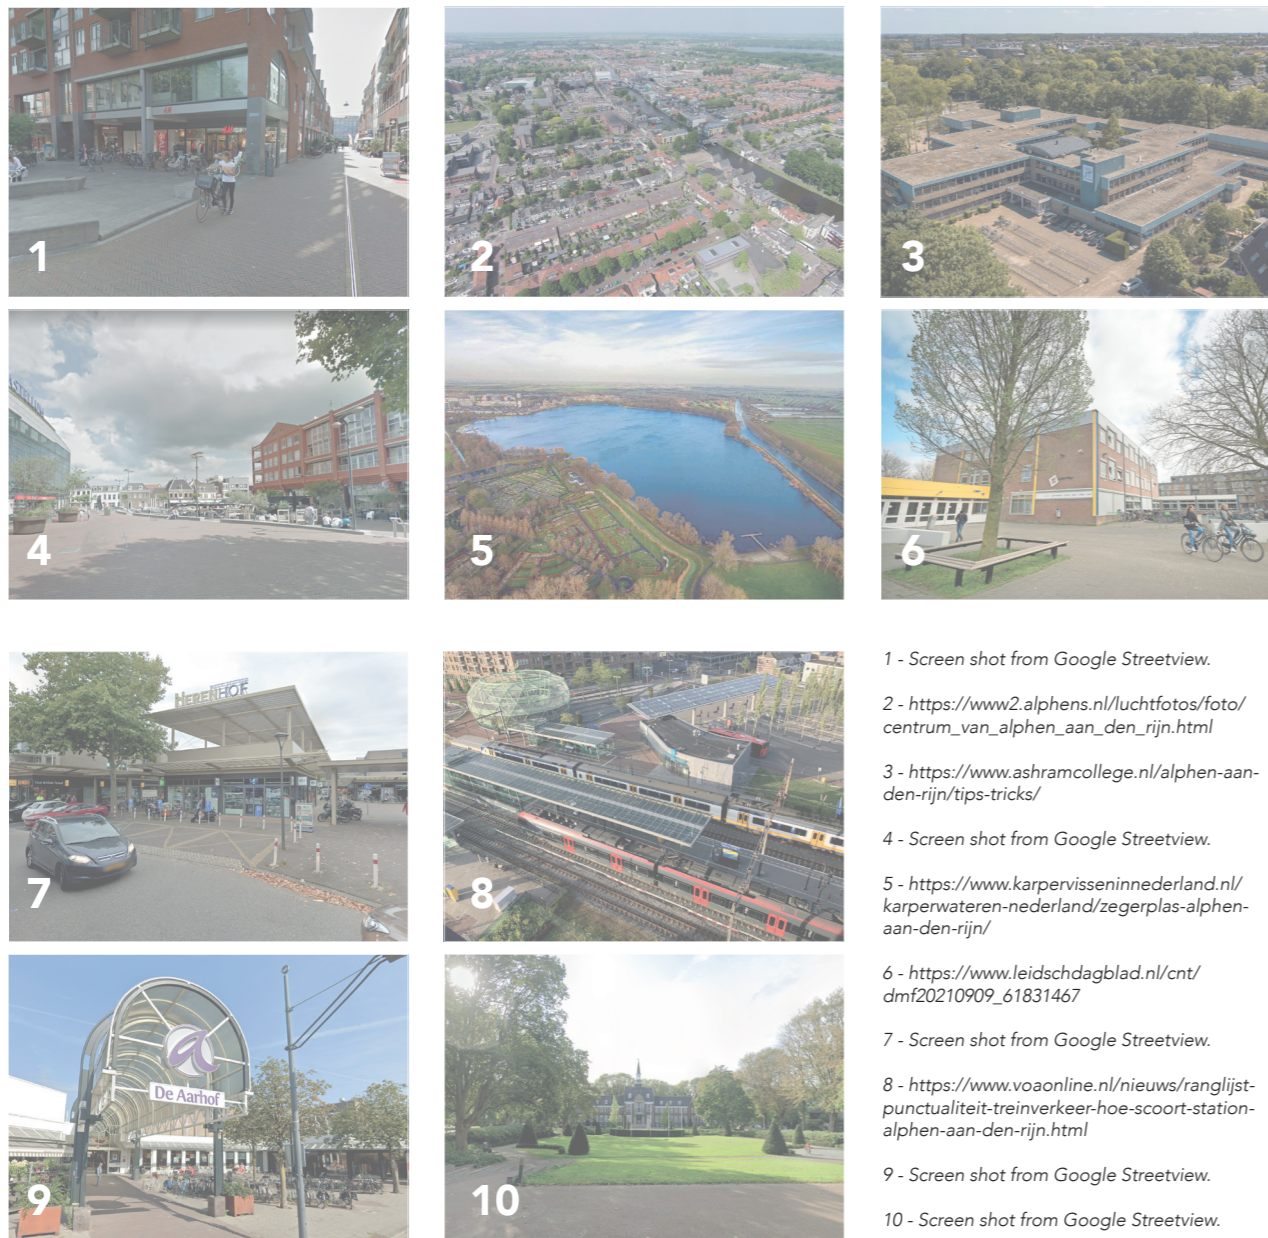 1
2
3
4
5
6
HERENHOF
7
8
a
De Aarhof
9
10
1 - Screen shot from Google Streetview.
2 - https://www2.alphens.nl/luchtfotos/foto/
centrum_van_alphen_aan_den_rijn.html
3 - https://www.ashramcollege.nl/alphen-aan-
den-rijn/tips-tricks/
4 - Screen shot from Google Streetview.
5 - https://www.karpervisseninnederland.nl/
karperwateren-nederland/zegerplas-alphen-
aan-den-rijn/
6 - https://www.leidschdagblad.nl/cnt/
dmf20210909_61831467
7 - Screen shot from Google Streetview.
8 - https://www.voaonline.nl/nieuws/ranglijst-
punctualiteit-treinverkeer-hoe-scoort-station-
alphen-aan-den-rijn.html
9 - Screen shot from Google Streetview.
10 - Screen shot from Google Streetview.